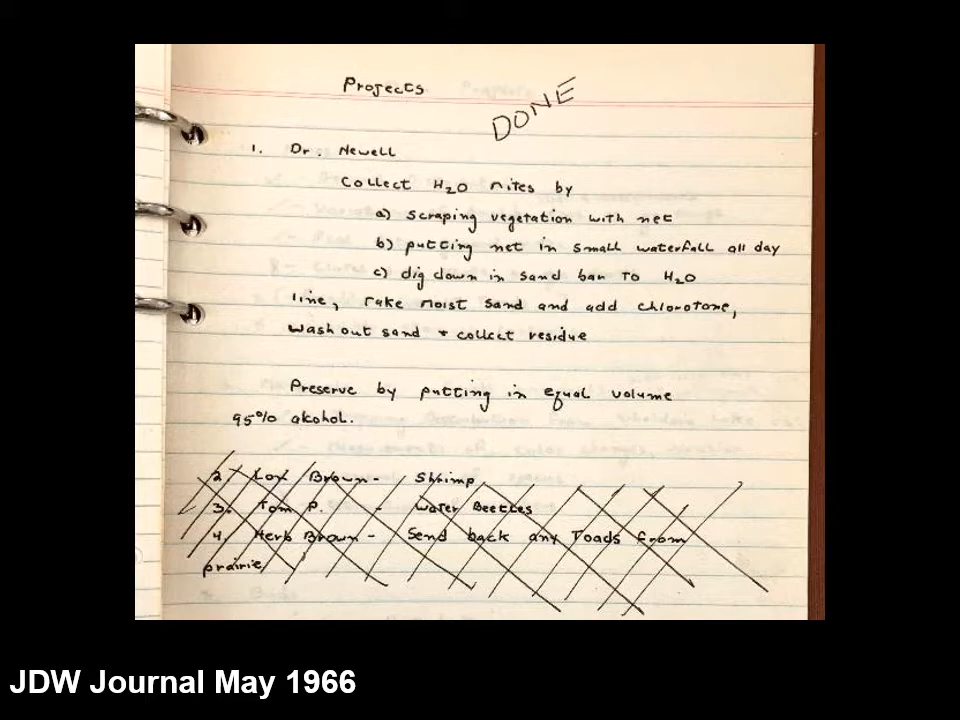 Projects
DONE
1. Dr. Newell
Collect H2O mites by
a) scraping vegetation with net
b) putting net in small waterfall all day
c) dig down in sand bar to H2O
line, take moist sand and add chlorotone,
wash out sand + collect residue
Preserve by putting in equal volume
95% alcohol.
2. Lox Brown - Shrimp
3. Tom P. - Water Beetles
4. Herb Brown - Send back any Toads from
prairie
JDW Journal May 1966